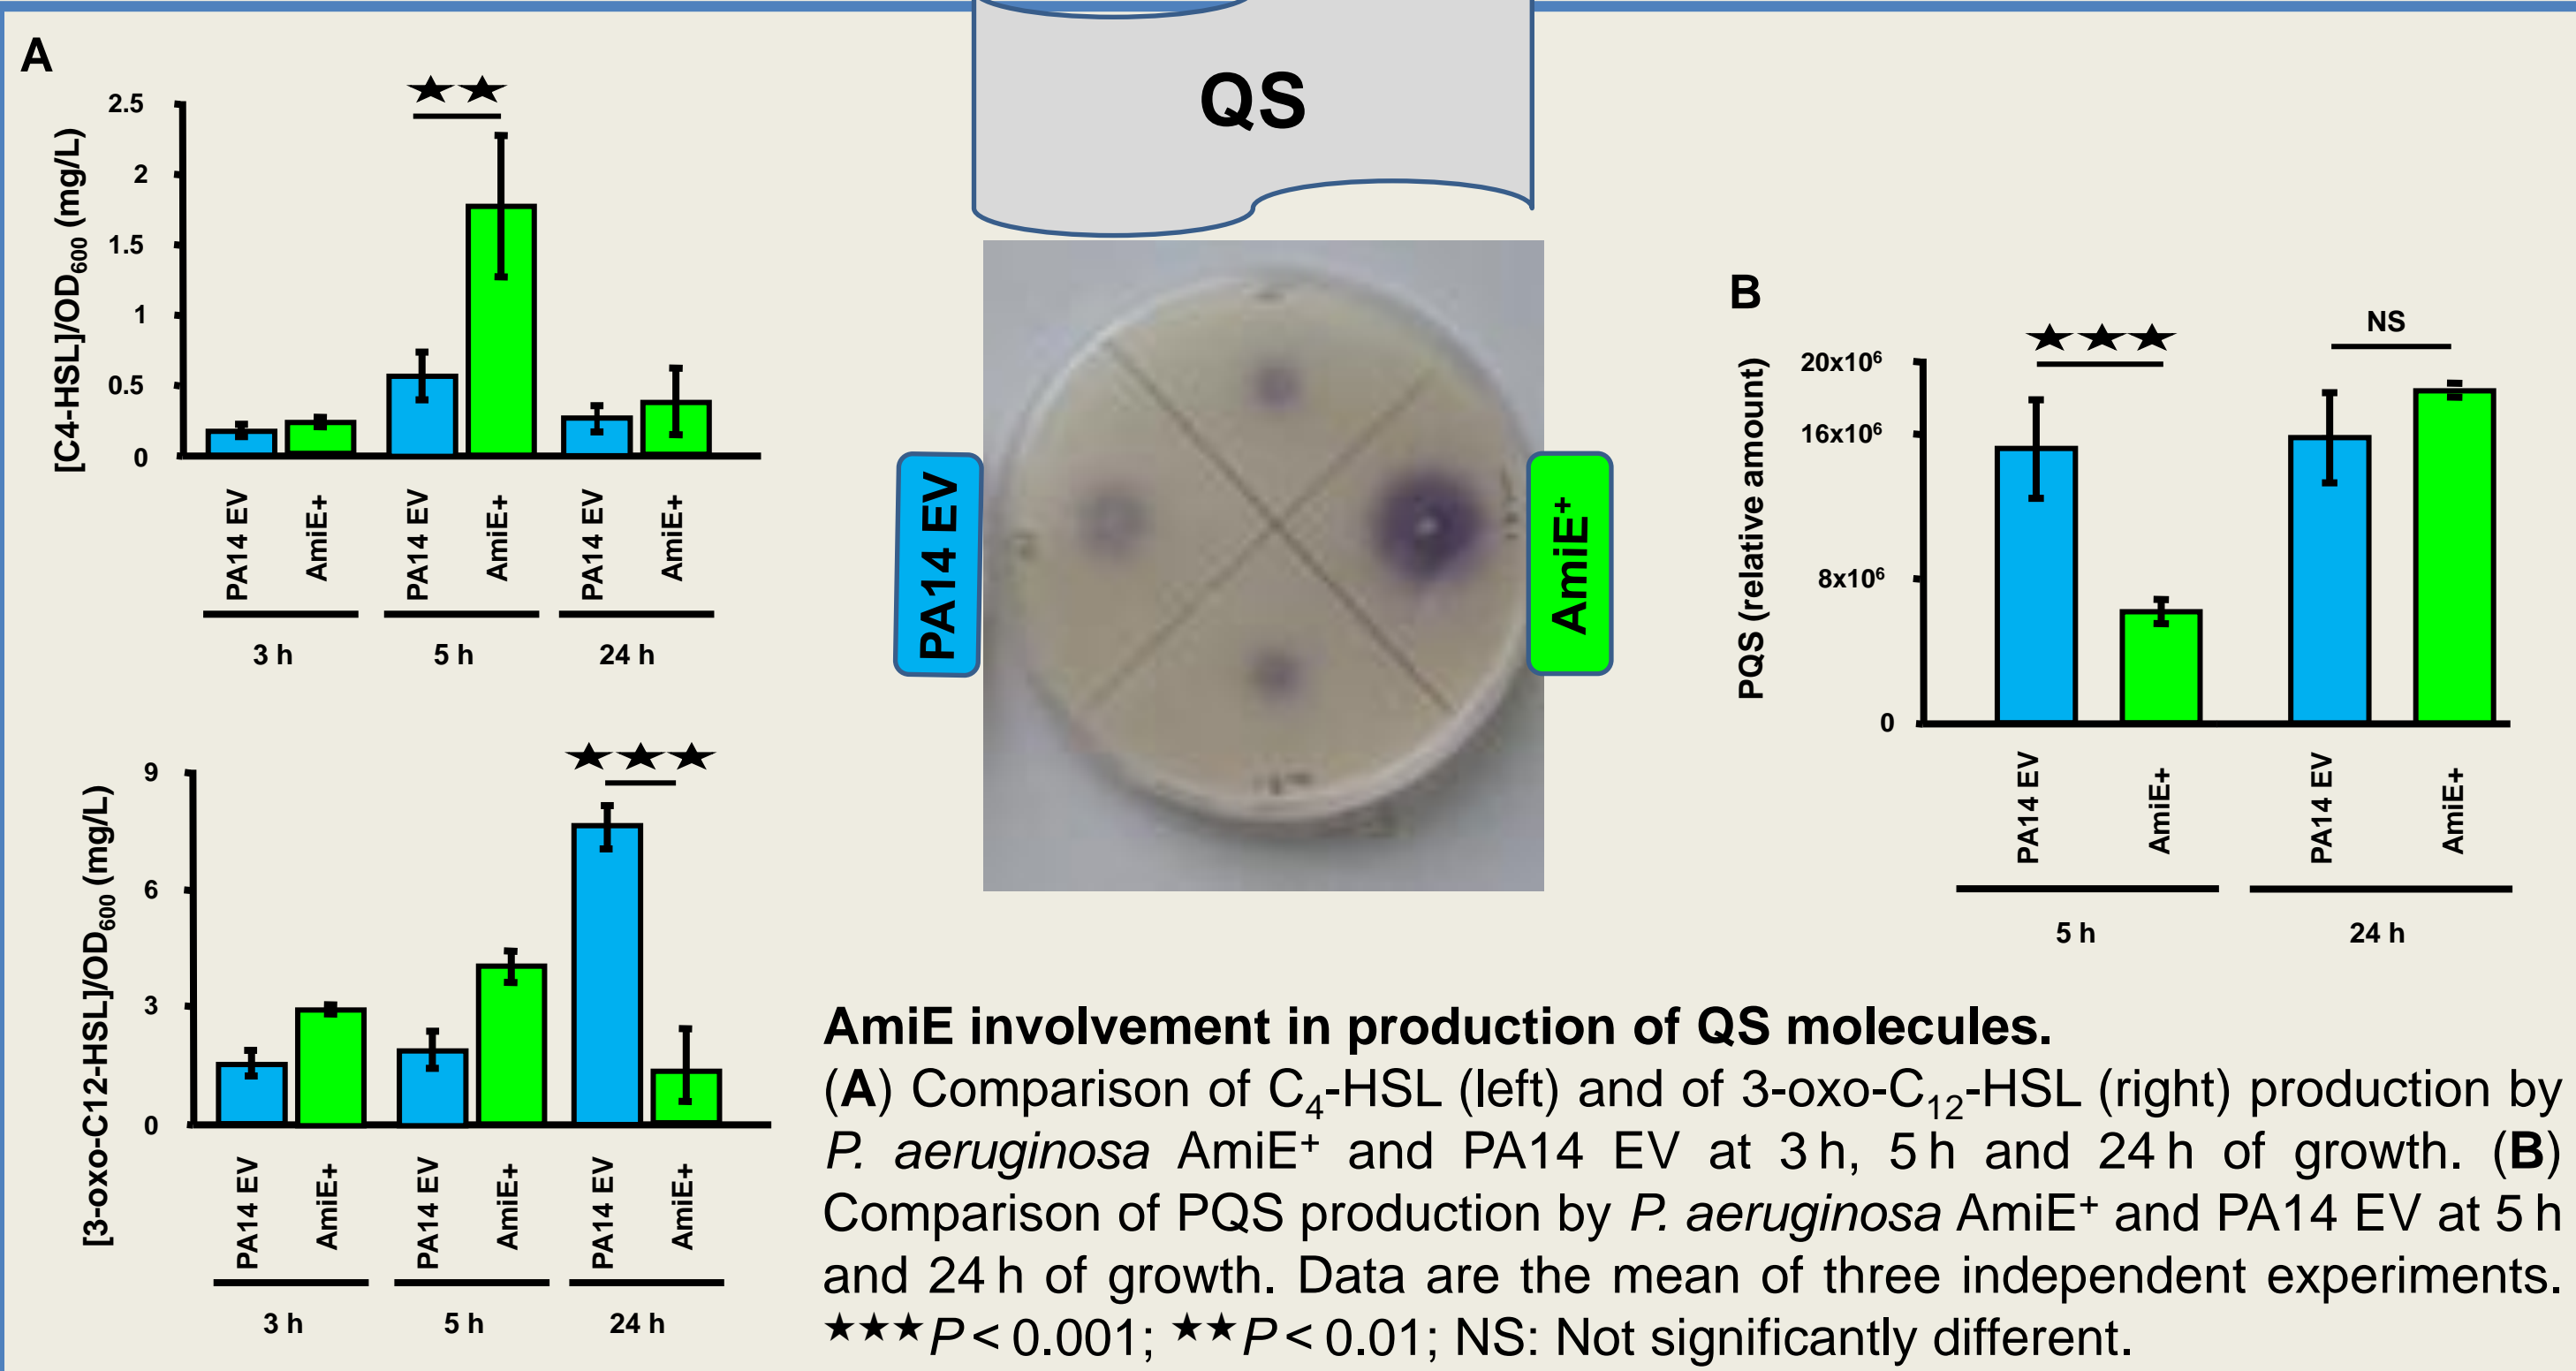 QS
A
★★
[C4-HSL]/OD600 (mg/L)
2.5
2
1.5
1
0.5
0
PA14 EV
AmiE+
PA14 EV
AmiE+
PA14 EV
AmiE+
3 h
5 h
24 h
★★★
[3-oxo-C12-HSL]/OD600 (mg/L)
9
6
3
0
PA14 EV
AmiE+
PA14 EV
AmiE+
PA14 EV
AmiE+
3 h
5 h
24 h
PA14 EV
AmiE⁺
B
★★★
NS
PQS (relative amount)
20x10⁶
16x10⁶
8x10⁶
0
PA14 EV
AmiE+
PA14 EV
AmiE+
5 h
24 h
AmiE involvement in production of QS molecules.
(A) Comparison of C₄-HSL (left) and of 3-oxo-C₁₂-HSL (right) production by
P. aeruginosa AmiE⁺ and PA14 EV at 3 h, 5 h and 24 h of growth. (B)
Comparison of PQS production by P. aeruginosa AmiE⁺ and PA14 EV at 5 h
and 24 h of growth. Data are the mean of three independent experiments.
★★★P < 0.001; ★★P < 0.01; NS: Not significantly different.